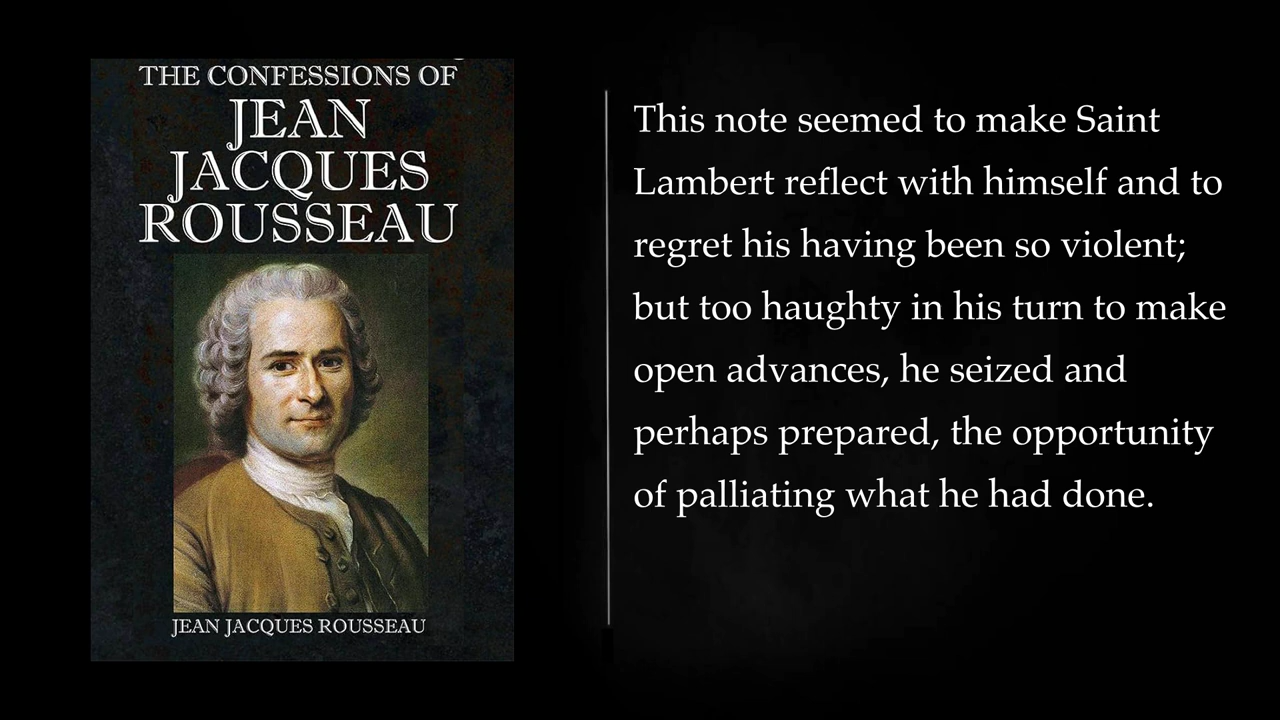 THE CONFESSIONS OF
JEAN
JACQUES
ROUSSEAU
JEAN JACQUES ROUSSEAU
This note seemed to make Saint
Lambert reflect with himself and to
regret his having been so violent;
but too haughty in his turn to make
open advances, he seized and
perhaps prepared, the opportunity
of palliating what he had done.